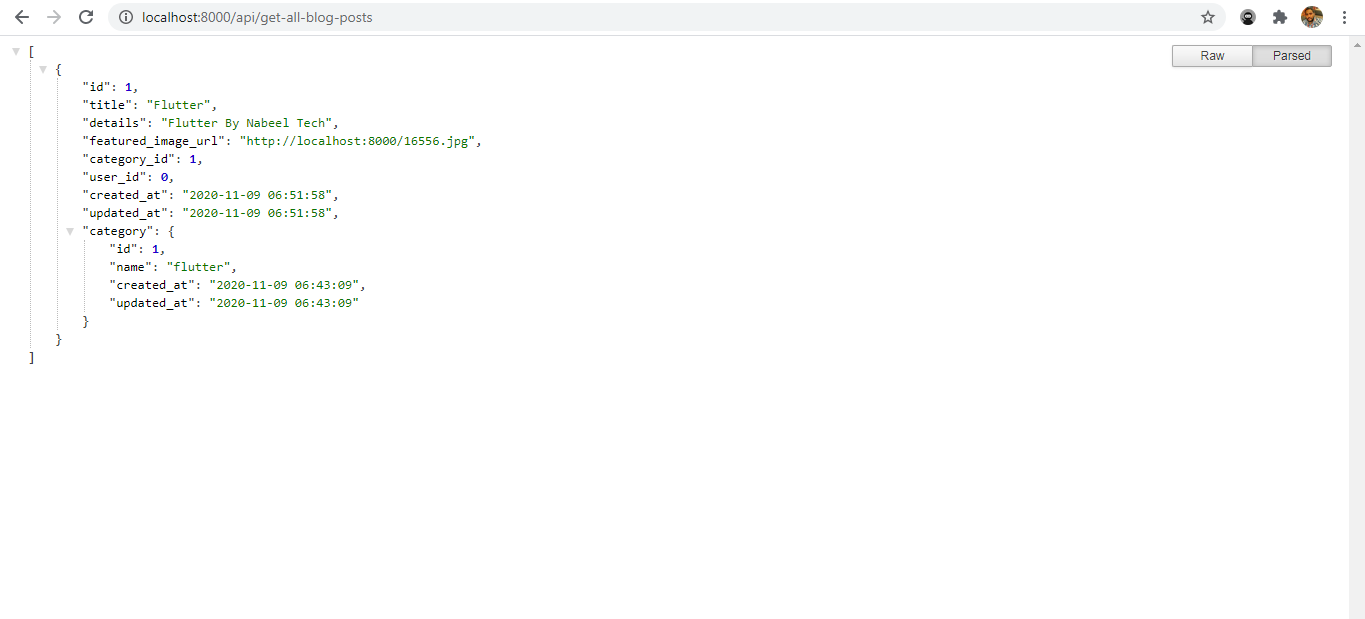 localhost:8000/api/get-all-blog-posts
Raw Parsed
[
{
"id": 1,
"title": "Flutter",
"details": "Flutter By Nabeel Tech",
"featured_image_url": "http://localhost:8000/16556.jpg",
"category_id": 1,
"user_id": 0,
"created_at": "2020-11-09 06:51:58",
"updated_at": "2020-11-09 06:51:58",
"category": {
"id": 1,
"name": "flutter",
"created_at": "2020-11-09 06:43:09",
"updated_at": "2020-11-09 06:43:09"
}
}
]